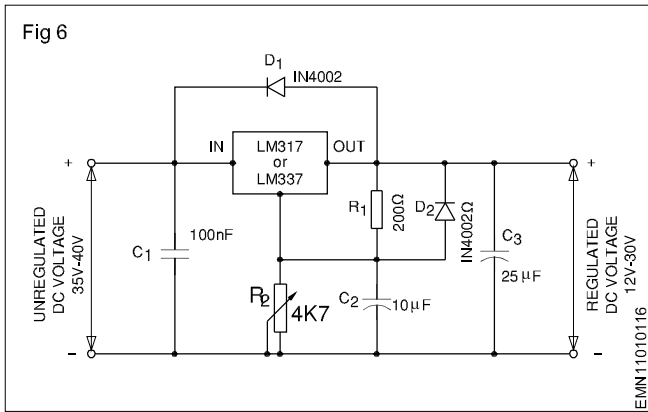 Fig 6
D1
IN4002
IN
LM317
or
LM337
OUT
+
+
UNREGULATED
DC VOLTAGE
35V-40V
C1
100nF
R1
200Ω
D2
IN4002Ω
C3
25μF
R2
4K7
C2
10μF
REGULATED
DC VOLTAGE
12V-30V
–
–
EMN11010116